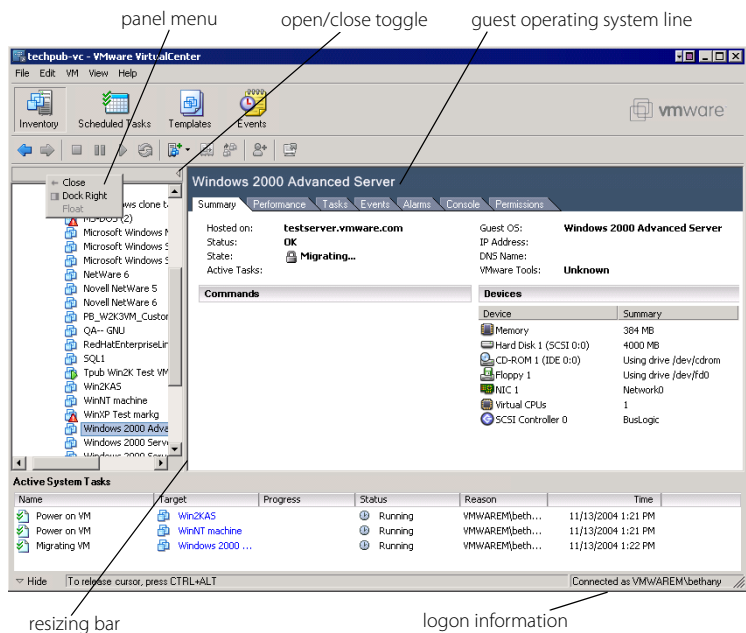 panel menu
open/close toggle
guest operating system line
techpub-vc - VMware VirtualCenter
File Edit VM View Help
Inventory Scheduled Tasks Templates Events
vmware
Close
Dock Right
Float
ws clone t
MS-DOS (2)
Microsoft Windows N
Microsoft Windows S
Microsoft Windows S
NetWare 6
Novell NetWare 5
Novell NetWare 6
PB_W2K3VM_Custor
QA-- GNU
RedHatEnterpriseLir
SQL1
Tpub Win2K Test VM
Win2KAS
WinNT machine
WinXP Test markg
Windows 2000 Adva
Windows 2000 Serve
Windows 2000 Serve
Windows 2000 Advanced Server
Summary Performance Tasks Events Alarms Console Permissions
Hosted on: testserver.vmware.com
Status: OK
State: Migrating...
Active Tasks:
Guest OS: Windows 2000 Advanced Server
IP Address:
DNS Name:
VMware Tools: Unknown
Commands
Devices
Device Summary
Memory 384 MB
Hard Disk 1 (SCSI 0:0) 4000 MB
CD-ROM 1 (IDE 0:0) Using drive /dev/cdrom
Floppy 1 Using drive /dev/fd0
NIC 1 Network0
Virtual CPUs 1
SCSI Controller 0 BusLogic
Active System Tasks
Name Target Progress Status Reason Time
Power on VM Win2KAS Running VMWAREM\beth... 11/13/2004 1:21 PM
Power on VM WinNT machine Running VMWAREM\beth... 11/13/2004 1:21 PM
Migrating VM Windows 2000 ... Running VMWAREM\beth... 11/13/2004 1:22 PM
Hide To release cursor, press CTRL+ALT Connected as VMWAREM\bethany
resizing bar
logon information